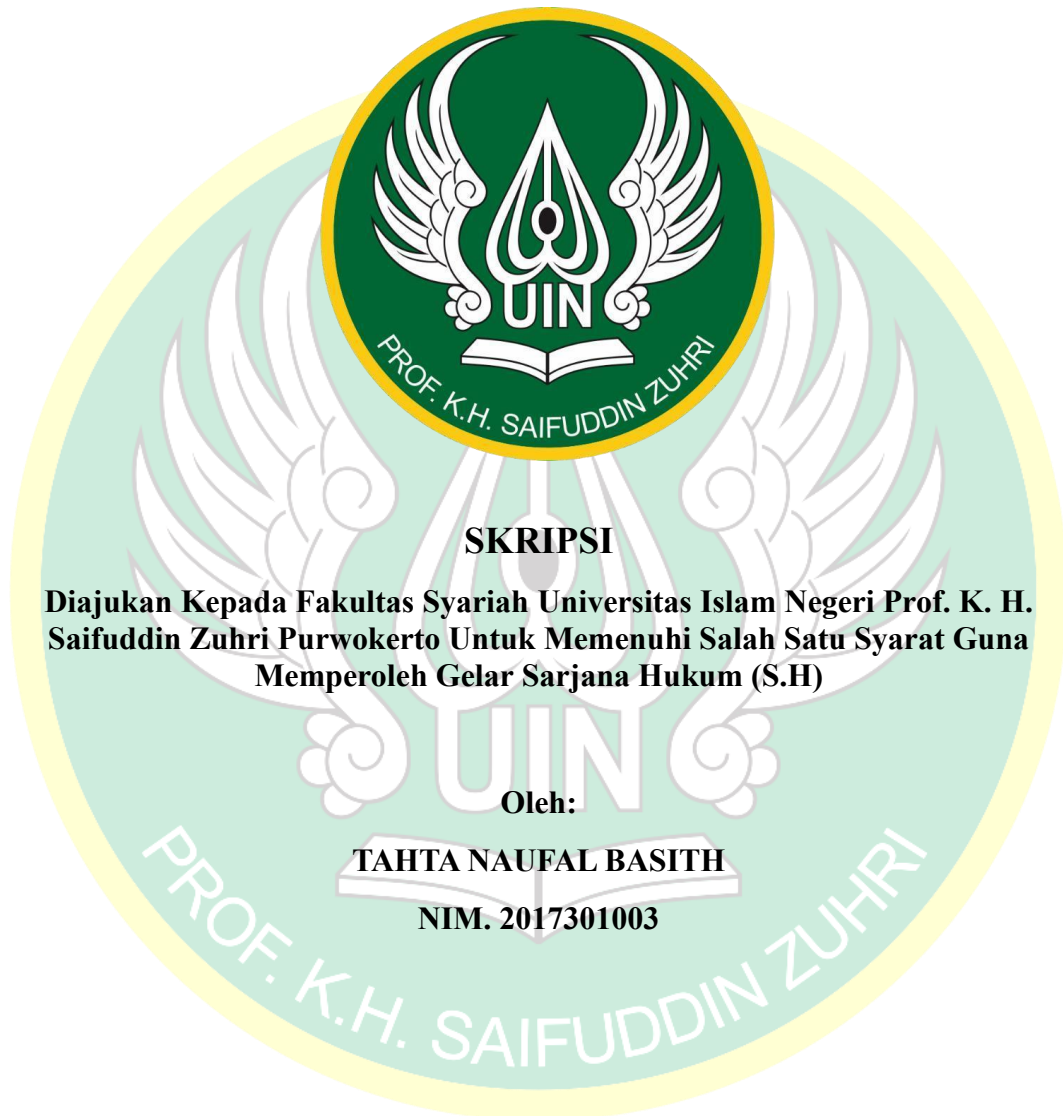 UIN
PROF. K.H. SAIFUDDIN ZUHRI
SKRIPSI
Diajukan Kepada Fakultas Syariah Universitas Islam Negeri Prof. K. H.
Saifuddin Zuhri Purwokerto Untuk Memenuhi Salah Satu Syarat Guna
Memperoleh Gelar Sarjana Hukum (S.H)
UIN
Oleh:
TAHTA NAUFAL BASITH
NIM. 2017301003
PROF. K.H. SAIFUDDIN ZUHRI